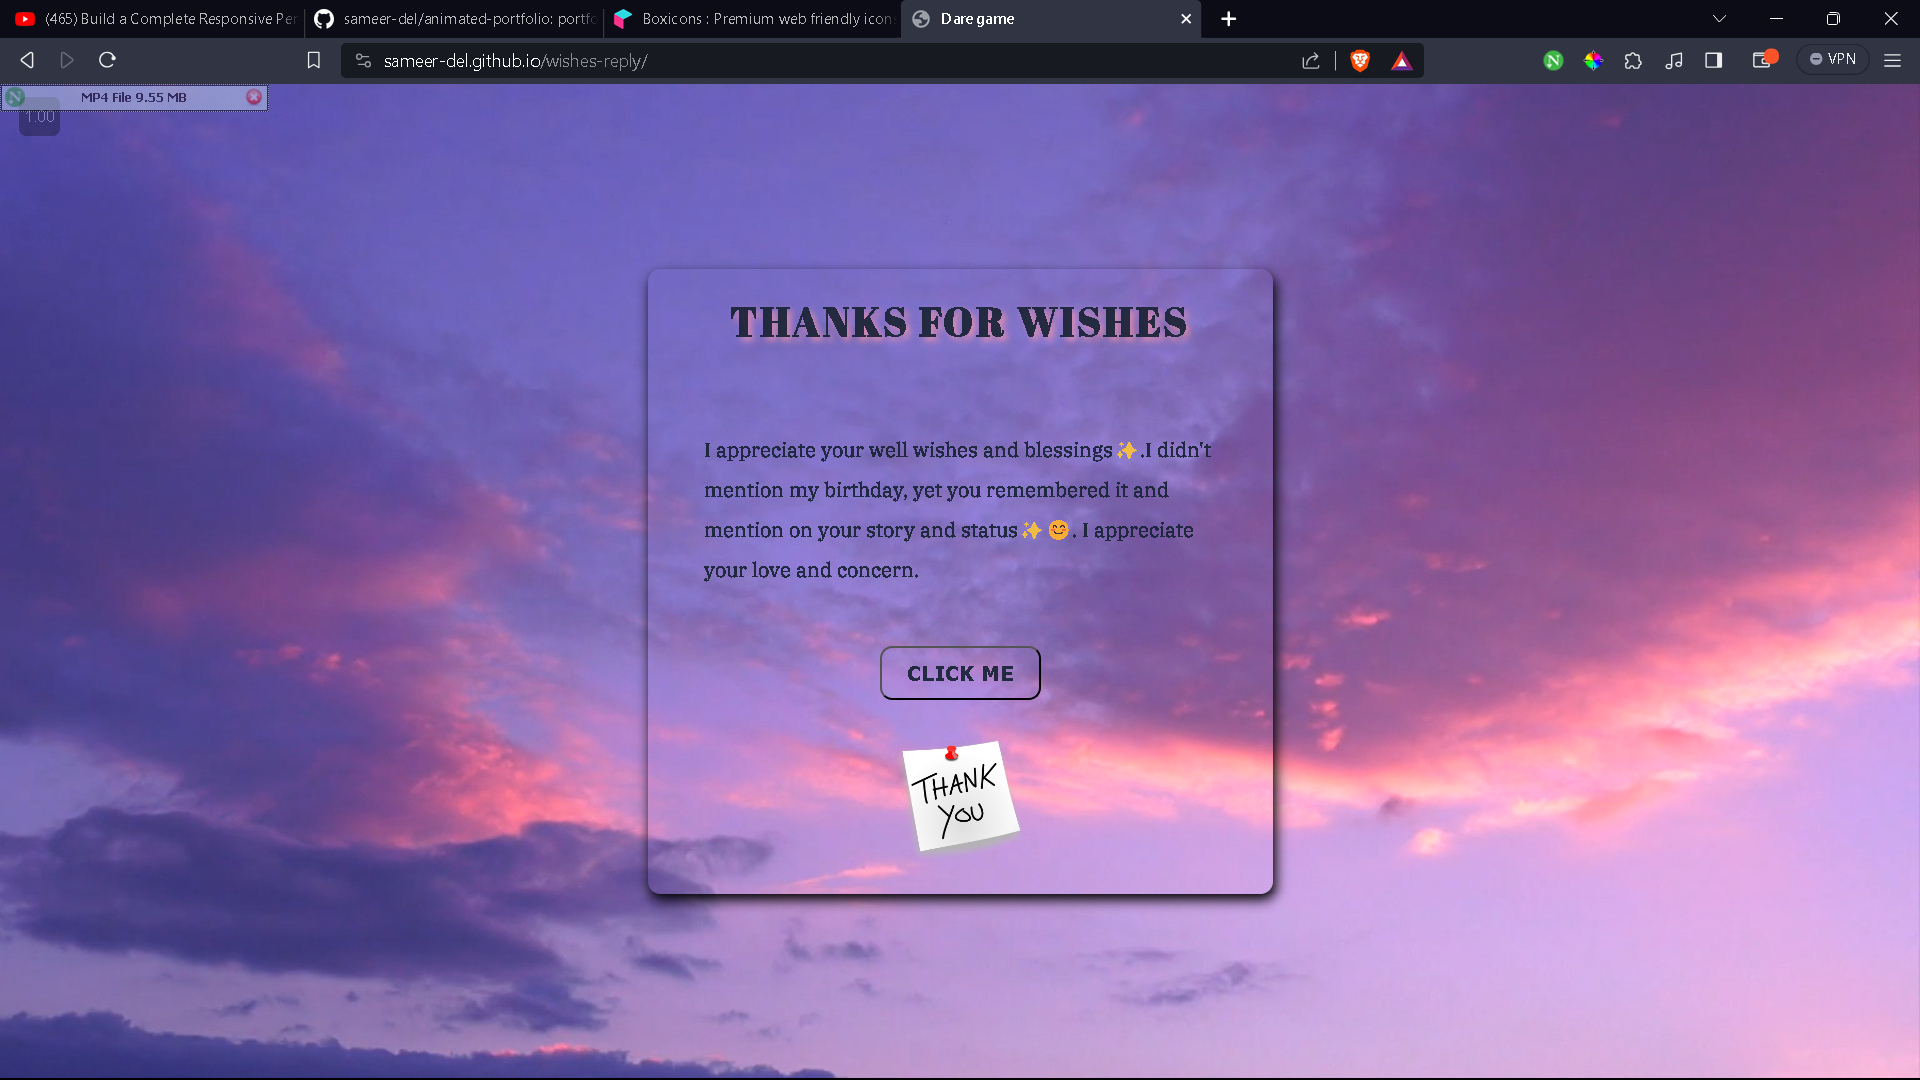 (465) Build a Complete Responsive Per
sameer-del/animated-portfolio: portfo
Boxicons : Premium web friendly icons
Dare game
sameer-del.github.io/wishes-reply/
VPN
MP4 File 9.55 MB
1.00
THANKS FOR WISHES
I appreciate your well wishes and blessings✨.I didn't
mention my birthday, yet you remembered it and
mention on your story and status✨😊. I appreciate
your love and concern.
CLICK ME
THANK
YOU